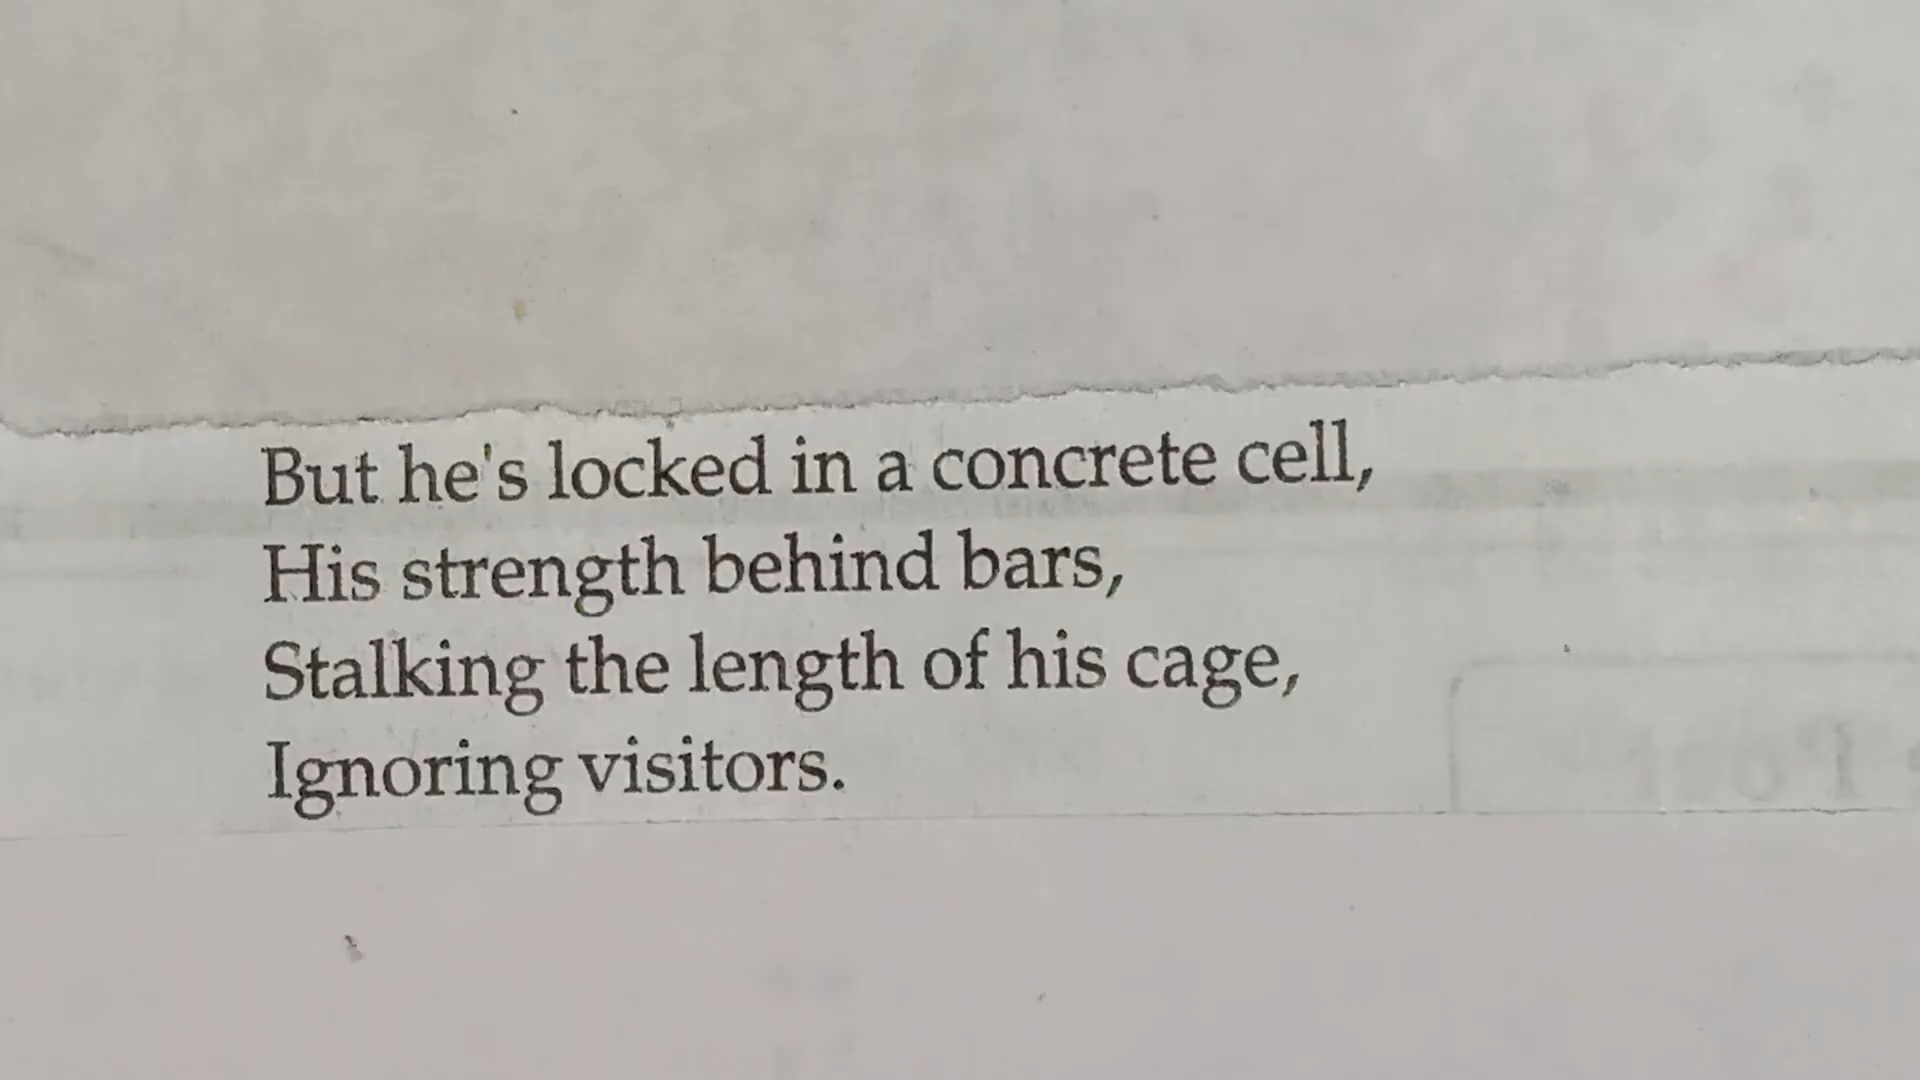 But he's locked in a concrete cell,
His strength behind bars,
Stalking the length of his cage,
Ignoring visitors.